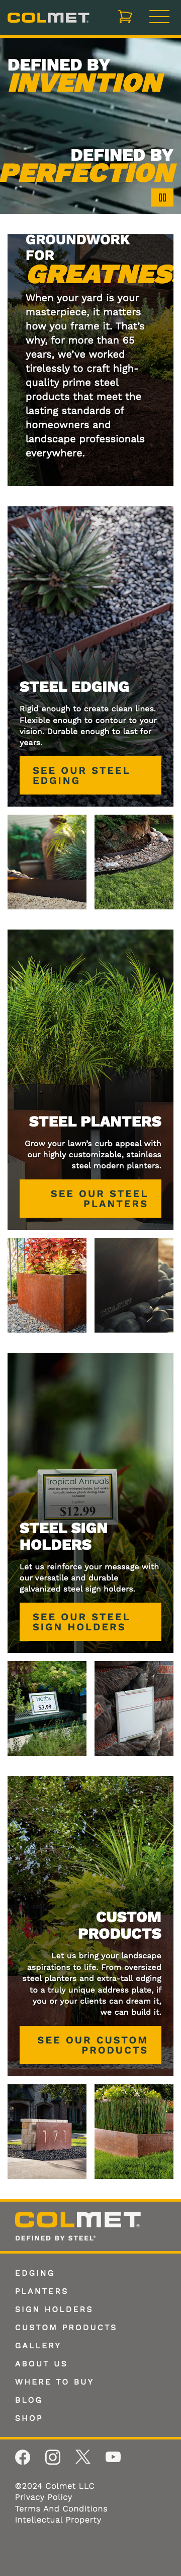 COLMET
DEFINED BY
INVENTION
DEFINED BY
PERFECTION
GROUNDWORK
FOR
GREATNES
When your yard is your
masterpiece, it matters
how you frame it. That's
why, for more than 65
years, we've worked
tirelessly to craft high-
quality prime steel
products that meet the
lasting standards of
homeowners and
landscape professionals
everywhere.
STEEL EDGING
Rigid enough to create clean lines.
Flexible enough to contour to your
vision. Durable enough to last for
years.
SEE OUR STEEL
EDGING
STEEL PLANTERS
Grow your lawn's curb appeal with
our highly customizable, stainless
steel modern planters.
SEE OUR STEEL
PLANTERS
Tropical Annuals
$12.99
STEEL SIGN
HOLDERS
Let us reinforce your message with
our versatile and durable
galvanized steel sign holders.
SEE OUR STEEL
SIGN HOLDERS
Herbs
$3.99
CUSTOM
PRODUCTS
Let us bring your landscape
aspirations to life. From oversized
steel planters and extra-tall edging
to a truly unique address plate, if
you or your clients can dream it,
we can build it.
SEE OUR CUSTOM
PRODUCTS
COLMET
DEFINED BY STEEL®
EDGING
PLANTERS
SIGN HOLDERS
CUSTOM PRODUCTS
GALLERY
ABOUT US
WHERE TO BUY
BLOG
SHOP
©2024 Colmet LLC
Privacy Policy
Terms And Conditions
Intellectual Property